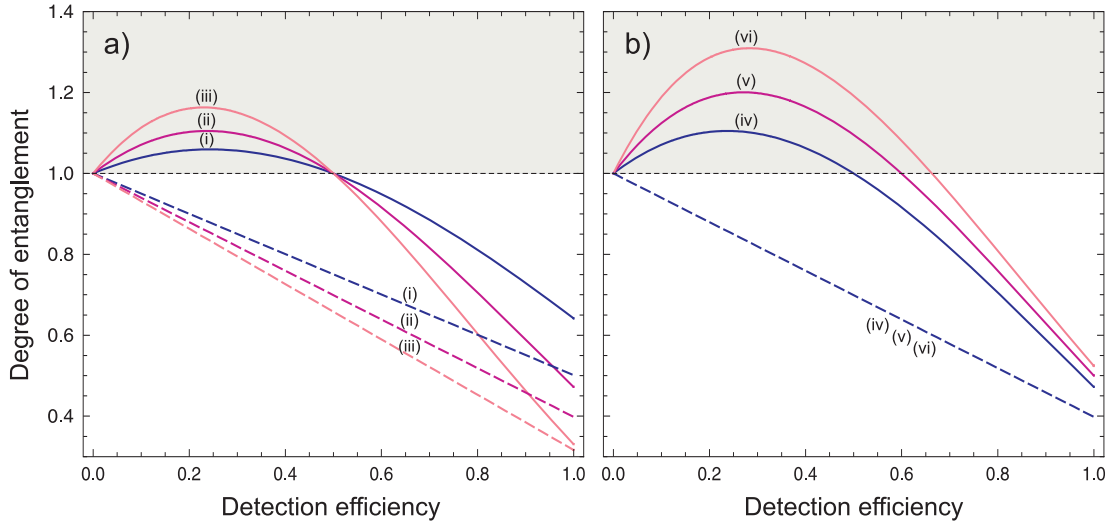 Degree of entanglement
1.4
1.2
1.0
0.8
0.6
0.4
a)
(iii)
(ii)
(i)
(i)
(ii)
(iii)
0.0 0.2 0.4 0.6 0.8 1.0
Detection efficiency
b)
(vi)
(v)
(iv)
(iv)
(v)
(vi)
0.0 0.2 0.4 0.6 0.8 1.0
Detection efficiency